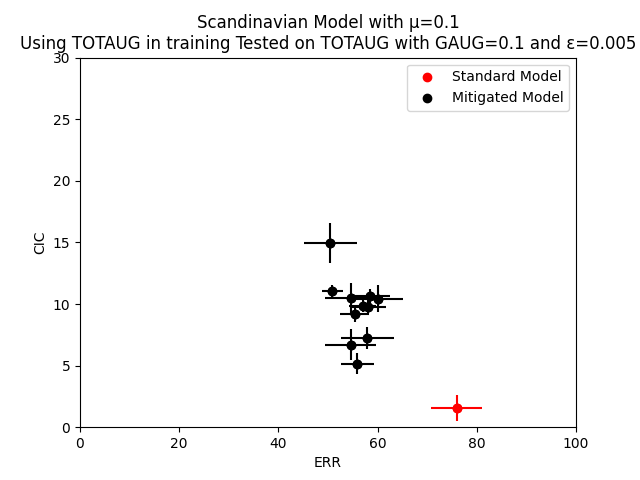 Scandinavian Model with μ=0.1
Using TOTAUG in training Tested on TOTAUG with GAUG=0.1 and ε=0.005
Standard Model
Mitigated Model
CIC
30
25
20
15
10
5
0
0 20 40 60 80 100
ERR